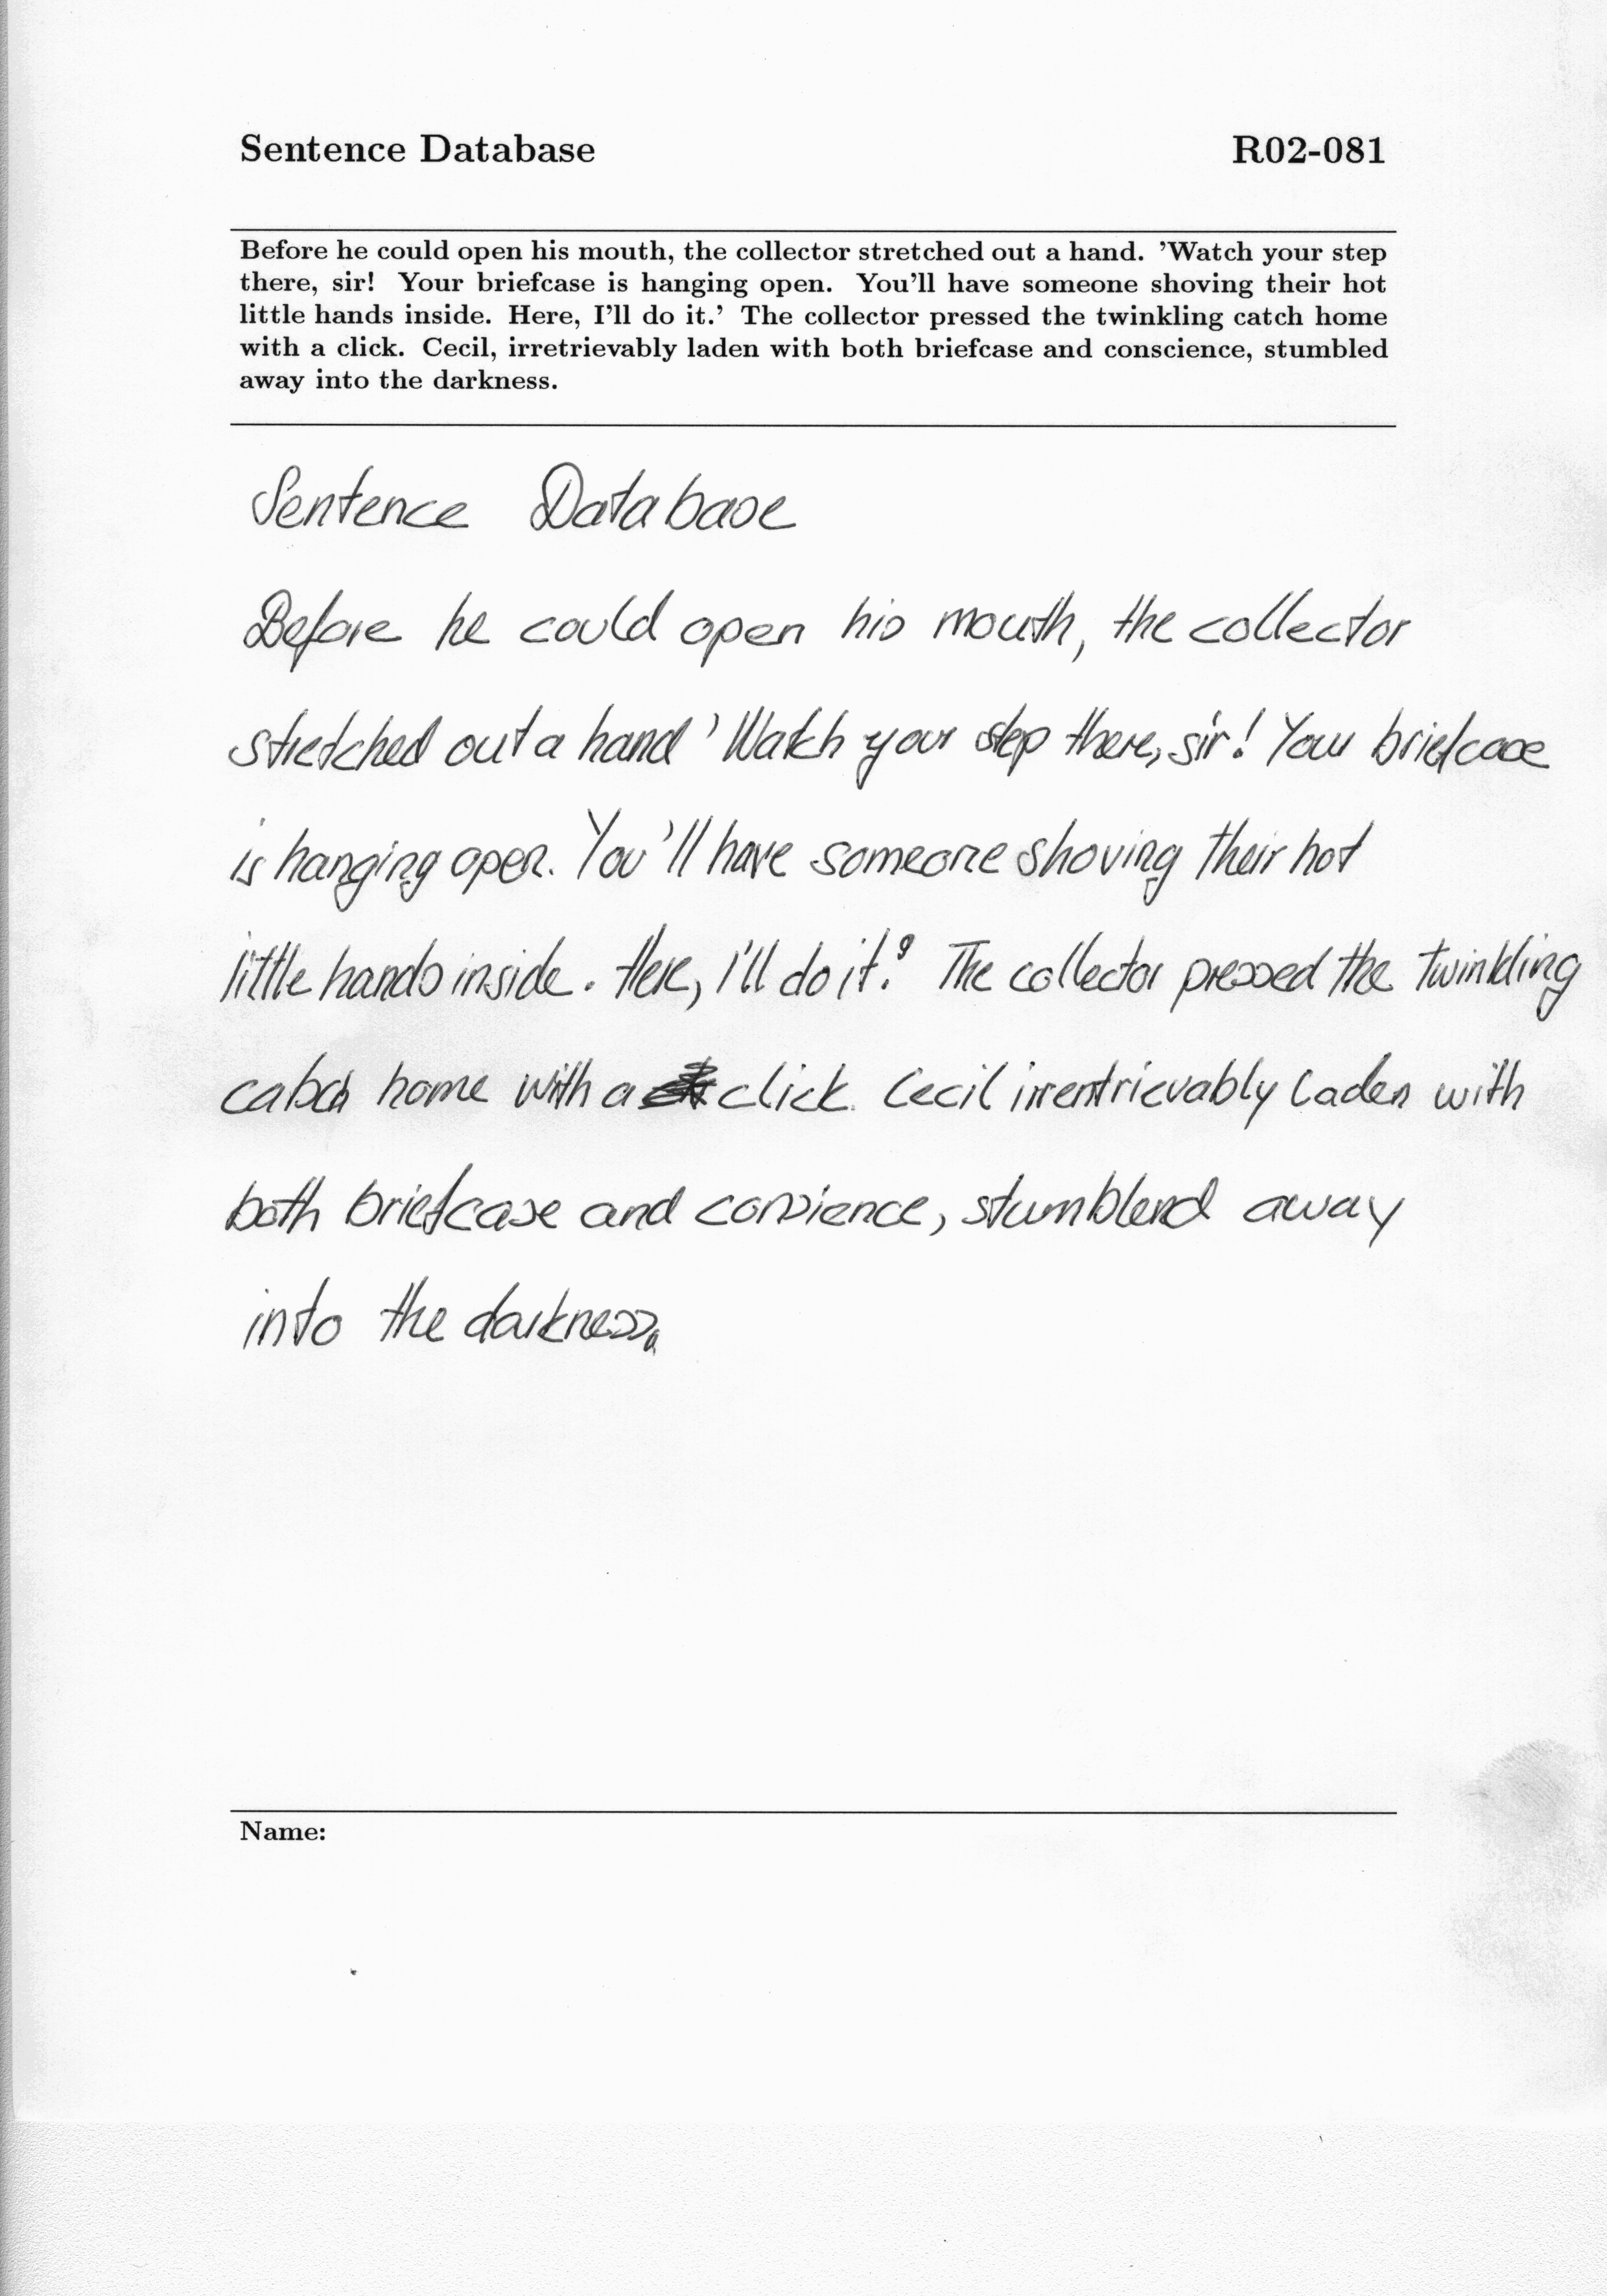 Sentence Database
R02-081
Before he could open his mouth, the collector stretched out a hand. 'Watch your step
there, sir! Your briefcase is hanging open. You'll have someone shoving their hot
little hands inside. Here, I'll do it.' The collector pressed the twinkling catch home
with a click. Cecil, irretrievably laden with both briefcase and conscience, stumbled
away into the darkness.
Sentence Database
Before he could open his mouth, the collector
stretched out a hand ' Watch your step there, sir! Your briefcase
is hanging open. You'll have someone shoving their hot
little hands inside. Here, I'll do it.' The collector pressed the twinkling
home with a click. Cecil irrentrievably laden with
both briefcase and consience, stumblend away
into the darkness.
Name: